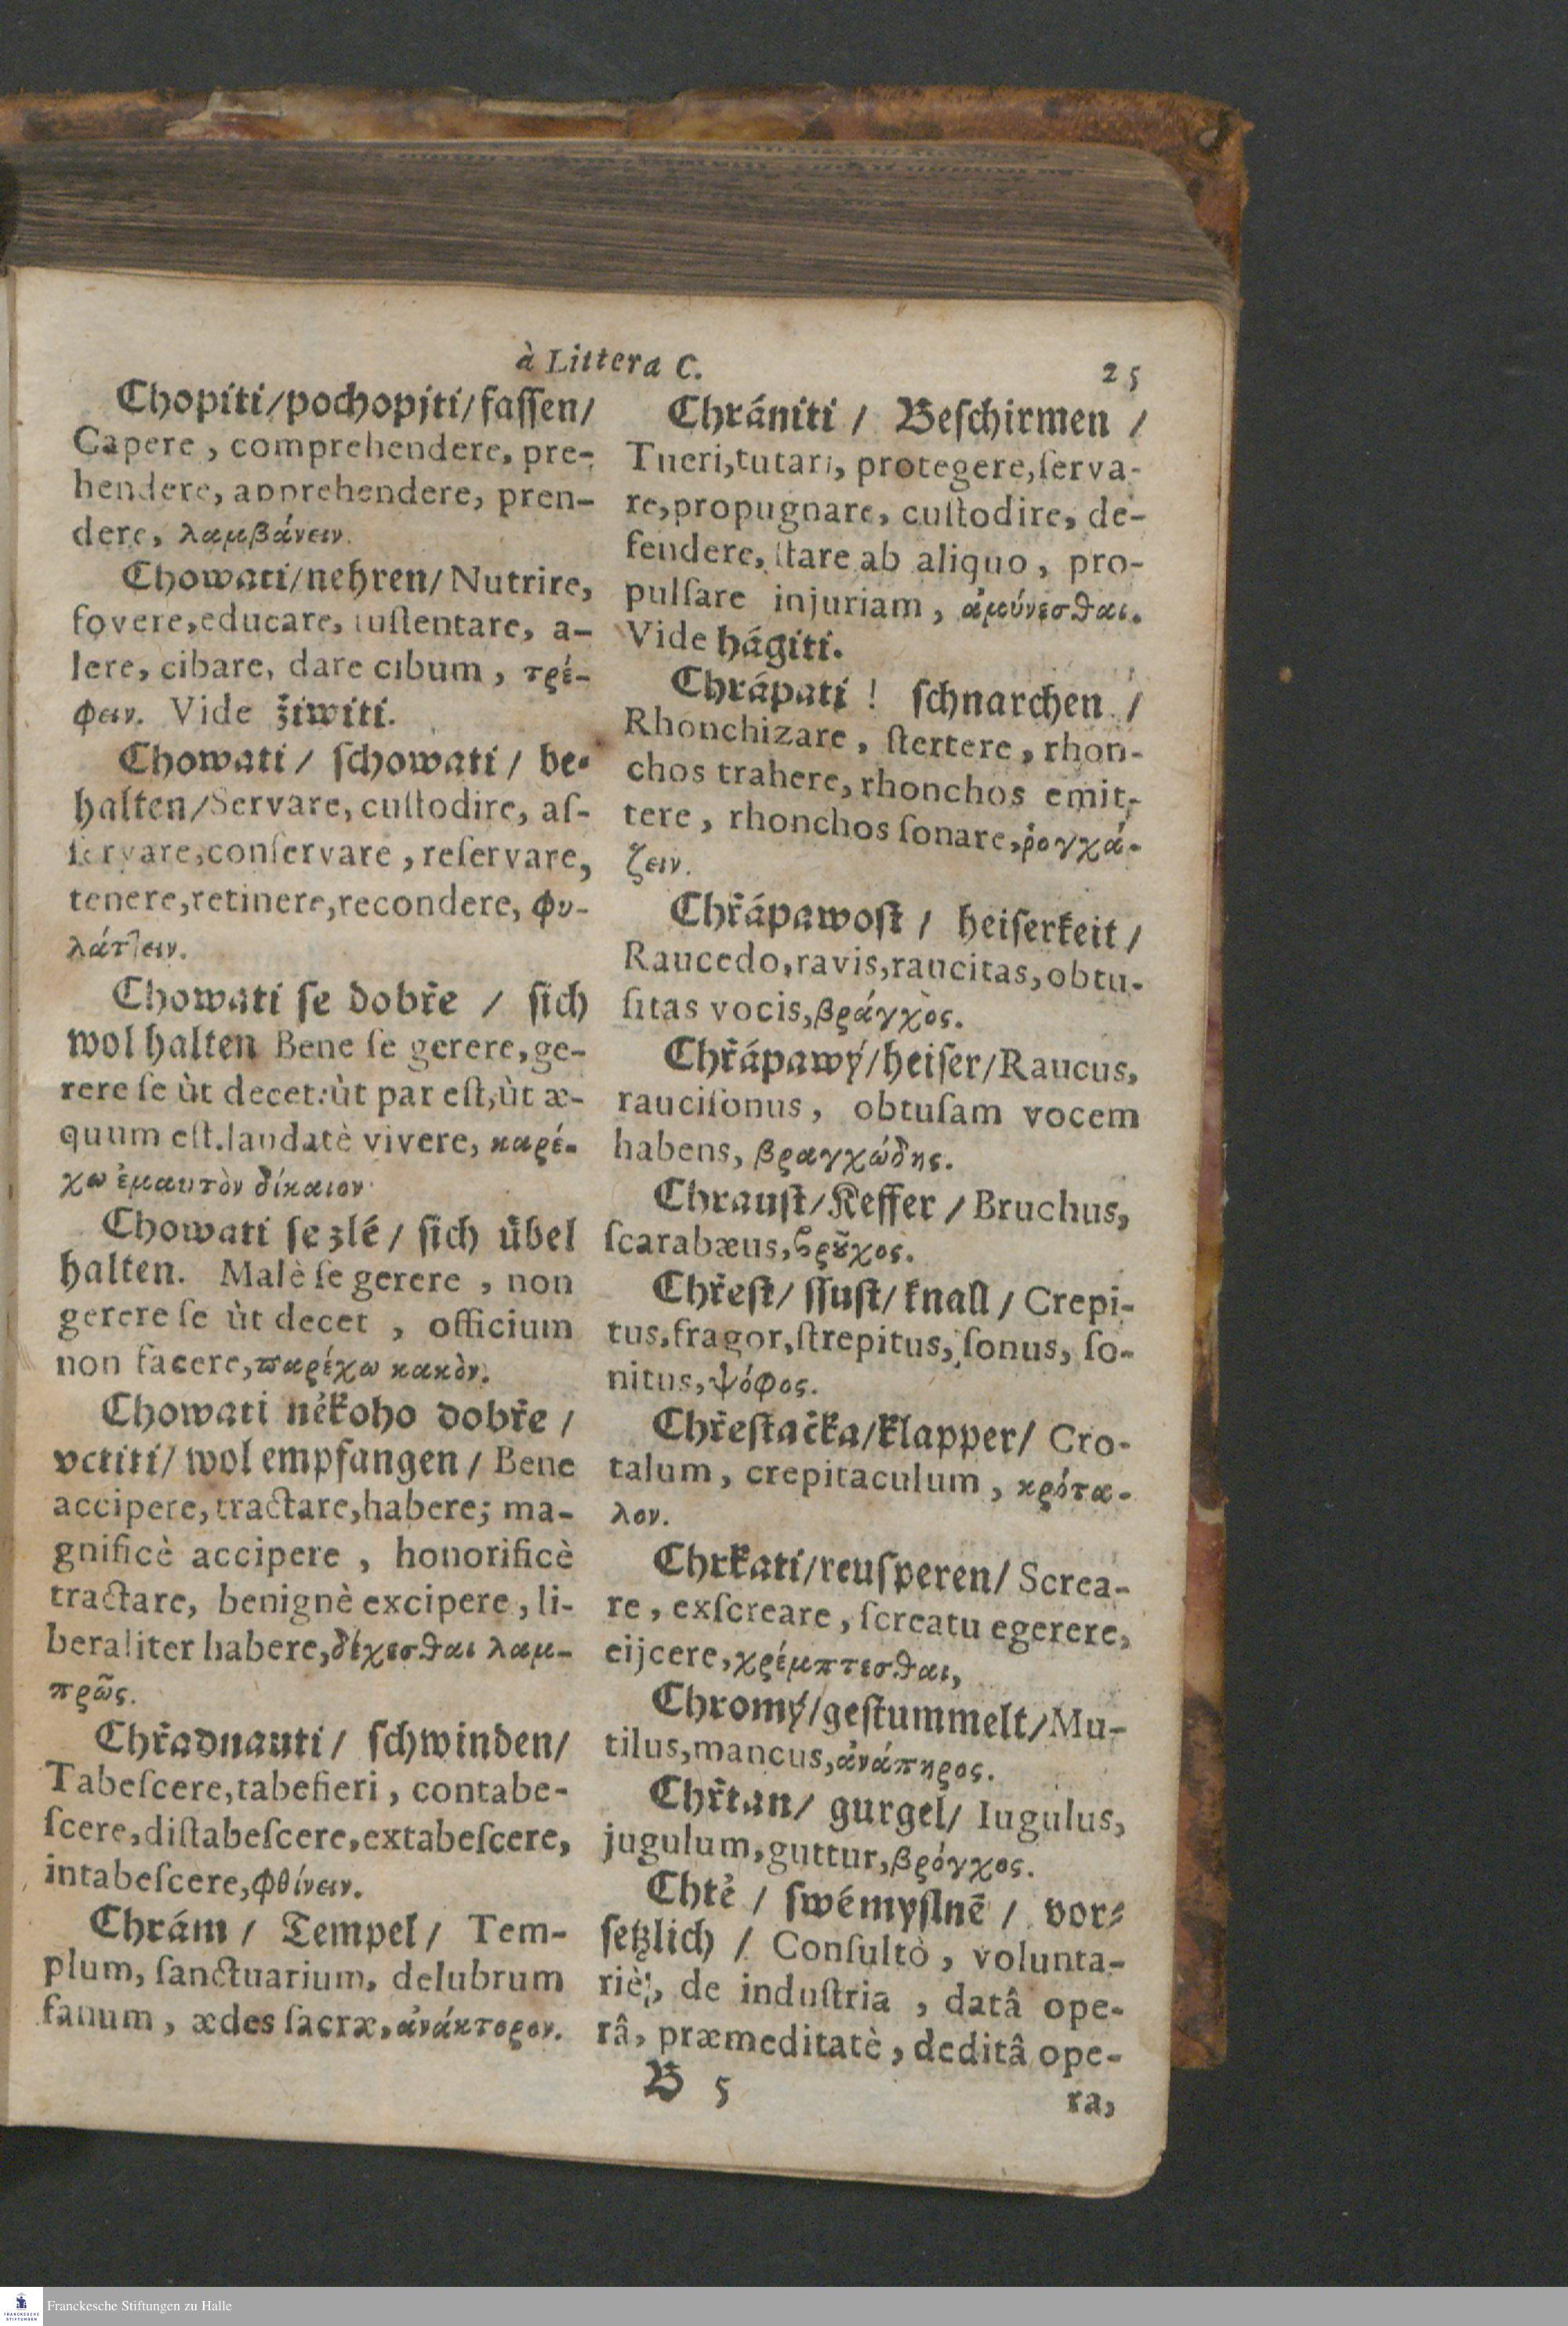 à Littera C.
25
Chopiti/pochopjti/fassen/
Capere, comprehendere, pre-
hendere, apprehendere, pren-
dere, λαμβάνειν.
Chowati/nehren/Nutrire,
fovere,educare, sustentare, a-
lere, cibare, dare cibum, τρέ-
φειν. Vide žiwiti.
Chowati/ schowati/ be-
halten/Servare, custodire, aſ-
ſervare,conſervare, reſervare,
tenere,retinere,recondere, φυ-
λάττειν.
Chowati ſe dobře / ſich
wol halten Bene ſe gerere,ge-
rere ſe ùt decet:ùt par eſt,ùt æ-
quum eſt.laudatè vivere, καρέ-
χω ἐμαυτὸν δίκαιον
Chowati ſe zlé/ ſich übel
halten. Malè ſe gerere, non
gerere ſe ùt decet, officium
non facere,παρέχω κακὸν.
Chowati někoho dobře/
vctiti/ wol empfangen/ Bene
accipere,tractare,habere; ma-
gnificè accipere, honorificè
tractare, benignè excipere, li-
beraliter habere,δέχεσθαι λαμ-
πρῶς.
Chřadnauti/ ſchwinden/
Tabeſcere,tabefieri, contabe-
ſcere,diſtabeſcere,extabeſcere,
intabeſcere,φθίνειν.
Chrám/ Tempel/ Tem-
plum, ſanctuarium, delubrum
fanum, ædes ſacræ,ἀνάκτορον.
Chrániti/ Beſchirmen/
Tueri,tutari, protegere,ſerva-
re,propugnare, cuſtodire, de-
fendere, ſtare ab aliquo, pro-
pulſare injuriam, ἀμύνεσθαι.
Vide hágiti.
Chrápati! ſchnarchen/
Rhonchizare, ſtertere, rhon-
chos trahere, rhonchos emit-
tere, rhonchos ſonare,ῥογχά-
ζειν.
Chřápawoſt/ heiſerkeit/
Raucedo,ravis,raucitas,obtu-
ſitas vocis,βράγχὸς.
Chřápawý/heiſer/Raucus,
rauciſonus, obtuſam vocem
habens, βραγχώδης.
Chrauſt/Keffer/Bruchus,
ſcarabæus,βροῦχος.
Chřeſt/ ſſuſt/ knall/ Crepi-
tus,fragor,ſtrepitus, ſonus, ſo-
nitus,ψόφος.
Chřeſtačka/klapper/ Cro-
talum, crepitaculum, κρότα-
λον.
Chrkati/reuſperen/ Screa-
re, exſcreare, ſcreatu egerere,
eijcere,χρέμπτεσθαι,
Chromý/geſtummelt/Mu-
tilus,mancus,ἀνάπηρος.
Chřtan/ gurgel/ Iugulus,
jugulum,guttur,βρόγχος.
Chtě/ ſwémyſlně/ vor-
ſetzlich/ Conſultò, volunta-
riè, de induſtria, datâ ope-
râ, præmeditatè, deditâ ope-
B 5
ra,
Franckesche Stiftungen zu Halle
FRANCKESCHE
STIFTUNGEN